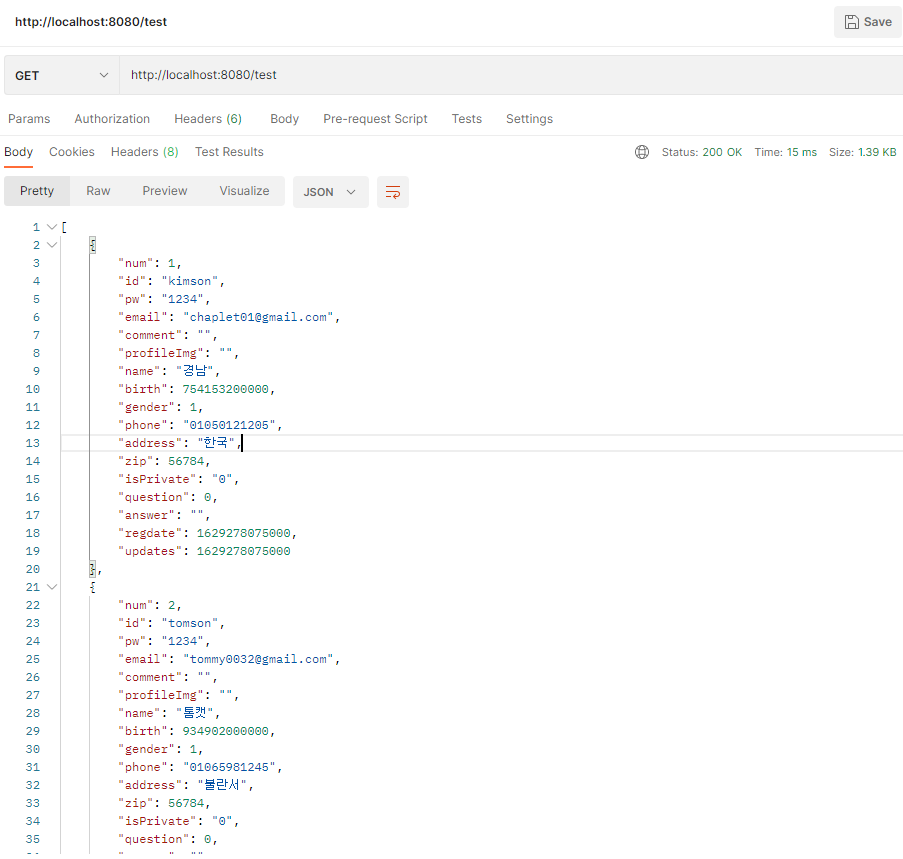 http://localhost:8080/test
Save
GET http://localhost:8080/test
Params Authorization Headers (6) Body Pre-request Script Tests Settings
Body Cookies Headers (8) Test Results Status: 200 OK Time: 15 ms Size: 1.39 KB
Pretty Raw Preview Visualize JSON
1 [
2 {
3 "num": 1,
4 "id": "kimson",
5 "pw": "1234",
6 "email": "chaplet01@gmail.com",
7 "comment": "",
8 "profileImg": "",
9 "name": "경남",
10 "birth": 754153200000,
11 "gender": 1,
12 "phone": "01050121205",
13 "address": "한국",
14 "zip": 56784,
15 "isPrivate": "0",
16 "question": 0,
17 "answer": "",
18 "regdate": 1629278075000,
19 "updates": 1629278075000
20 },
21 {
22 "num": 2,
23 "id": "tomson",
24 "pw": "1234",
25 "email": "tommy0032@gmail.com",
26 "comment": "",
27 "profileImg": "",
28 "name": "톰캣",
29 "birth": 934902000000,
30 "gender": 1,
31 "phone": "01065981245",
32 "address": "불란서",
33 "zip": 56784,
34 "isPrivate": "0",
35 "question": 0,